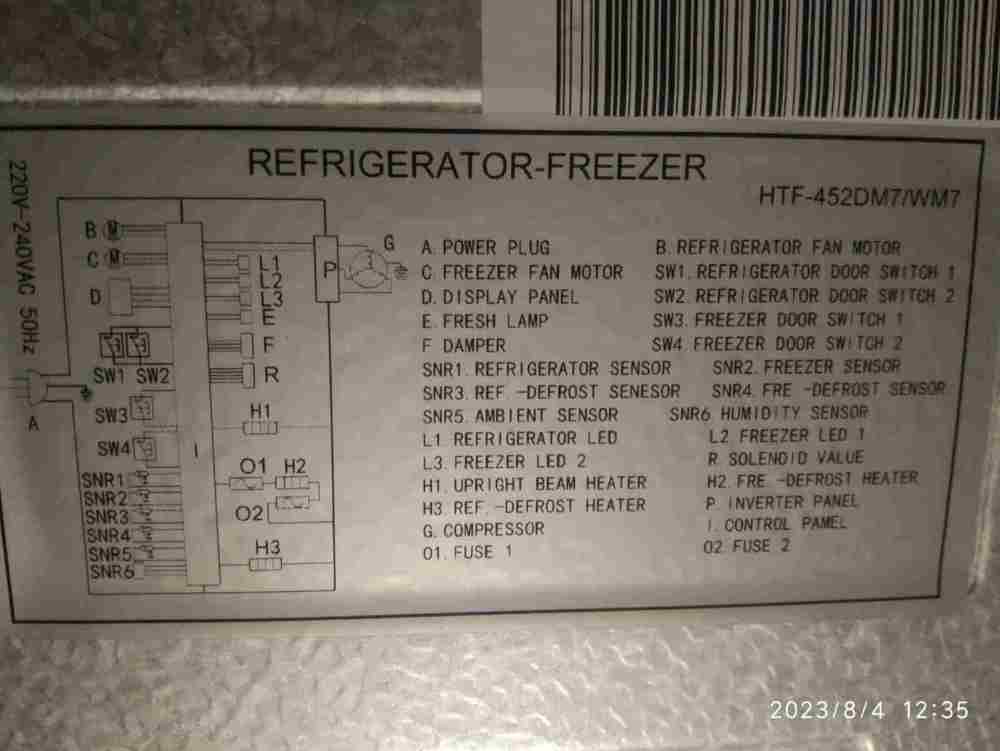 REFRIGERATOR-FREEZER
HTF-452DM7/WM7
220V~240VAC 50Hz
B M
C M
D
SW1 SW2
A
SW3
SW4
SNR1
SNR2
SNR3
SNR4
SNR5
SNR6
I
L1
L2
L3
E
F
R
H1
O1 H2
O2
H3
P
G
3~
A. POWER PLUG B. REFRIGERATOR FAN MOTOR
C. FREEZER FAN MOTOR SW1. REFRIGERATOR DOOR SWITCH 1
D. DISPLAY PANEL SW2. REFRIGERATOR DOOR SWITCH 2
E. FRESH LAMP SW3. FREEZER DOOR SWITCH 1
F DAMPER SW4 FREEZER DOOR SWITCH 2
SNR1. REFRIGERATOR SENSOR SNR2. FREEZER SENSOR
SNR3. REF. -DEFROST SENESOR SNR4. FRE -DEFROST SENSOR
SNR5. AMBIENT SENSOR SNR6 HUMIDITY SENSOR
L1 REFRIGERATOR LED L2 FREEZER LED 1
L3. FREEZER LED 2 R. SOLENOID VALUE
H1. UPRIGHT BEAM HEATER H2. FRE -DEFROST HEATER
H3 REF. -DEFROST HEATER P. INVERTER PANEL
G. COMPRESSOR I. CONTROL PAMEL
O1. FUSE 1 O2. FUSE 2
2023/8/4 12:35